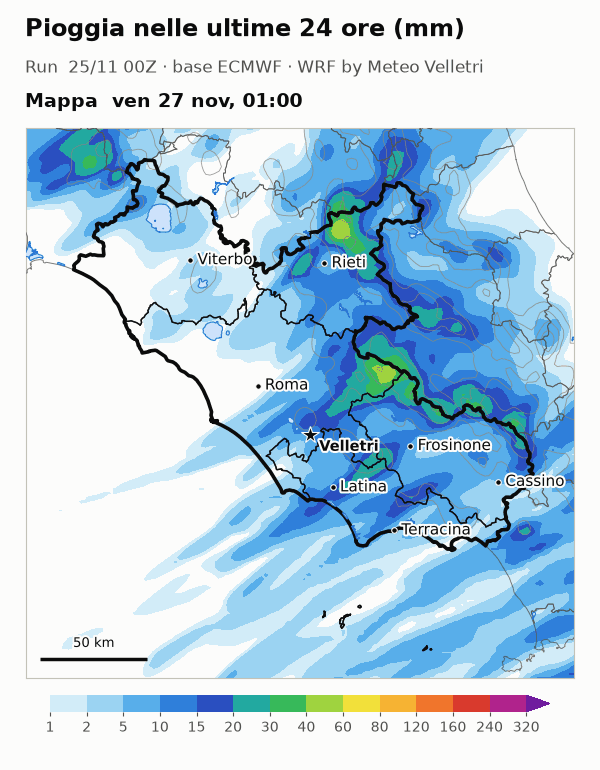 Pioggia nelle ultime 24 ore (mm)
Run  25/11 00Z · base ECMWF · WRF by Meteo Velletri
Mappa  ven 27 nov, 01:00
Viterbo
Rieti
Roma
Velletri
Frosinone
Cassino
Latina
Terracina
50 km
1 2 5 10 15 20 30 40 60 80 120 160 240 320